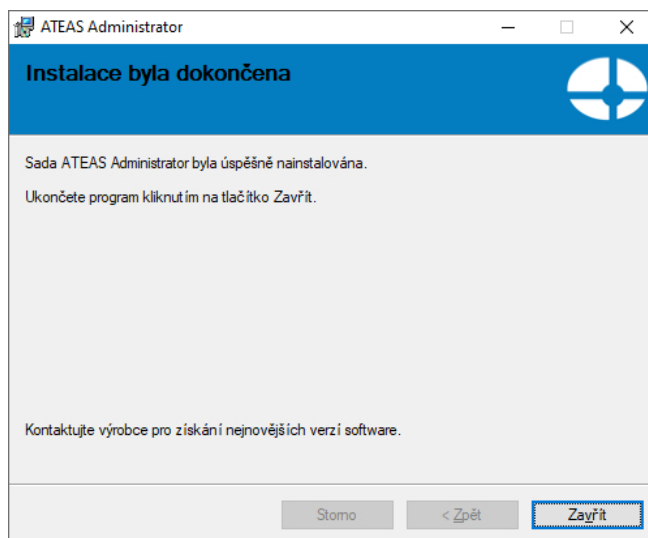 ATEAS Administrator
Instalace byla dokončena
Sada ATEAS Administrator byla úspěšně nainstalována.
Ukončete program kliknutím na tlačítko Zavřít.
Kontaktujte výrobce pro získání nejnovějších verzí software.
Storno
< Zpět
Zavřít